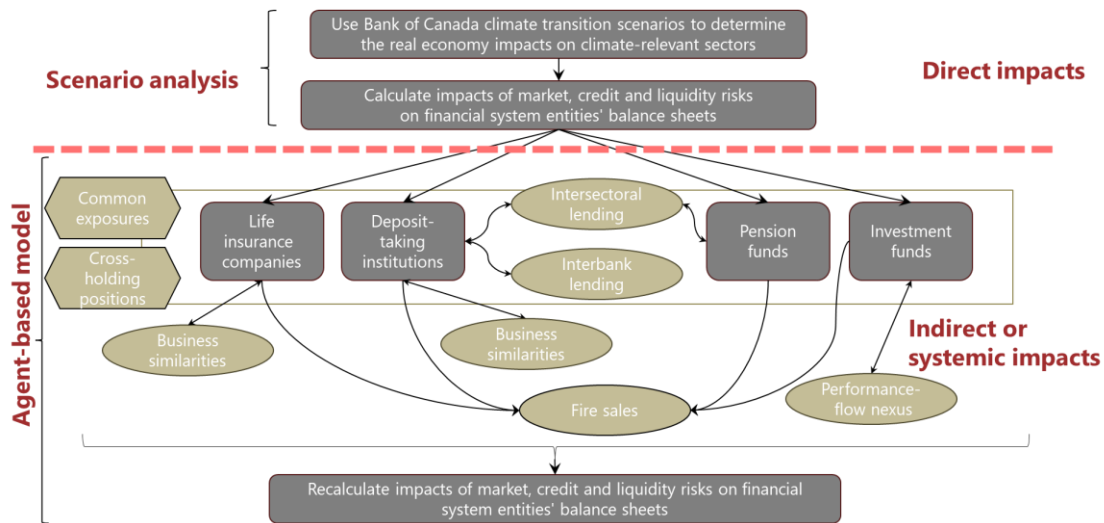 Use Bank of Canada climate transition scenarios to determine
the real economy impacts on climate-relevant sectors
Scenario analysis
Direct impacts
Calculate impacts of market, credit and liquidity risks
on financial system entities' balance sheets
Agent-based model
Common
exposures
Cross-
holding
positions
Life
insurance
companies
Deposit-
taking
institutions
Intersectoral
lending
Interbank
lending
Pension
funds
Investment
funds
Business
similarities
Business
similarities
Indirect or
systemic impacts
Fire sales
Performance-
flow nexus
Recalculate impacts of market, credit and liquidity risks on financial
system entities' balance sheets